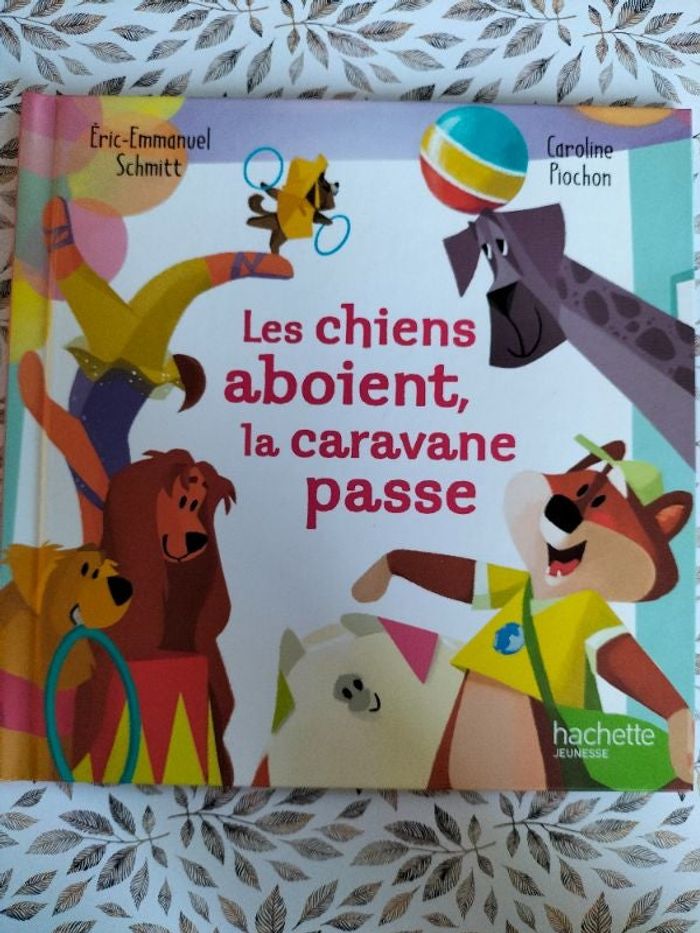 Éric-Emmanuel
Schmitt
Caroline
Piochon
Les chiens
aboient,
la caravane
passe
hachette
JEUNESSE